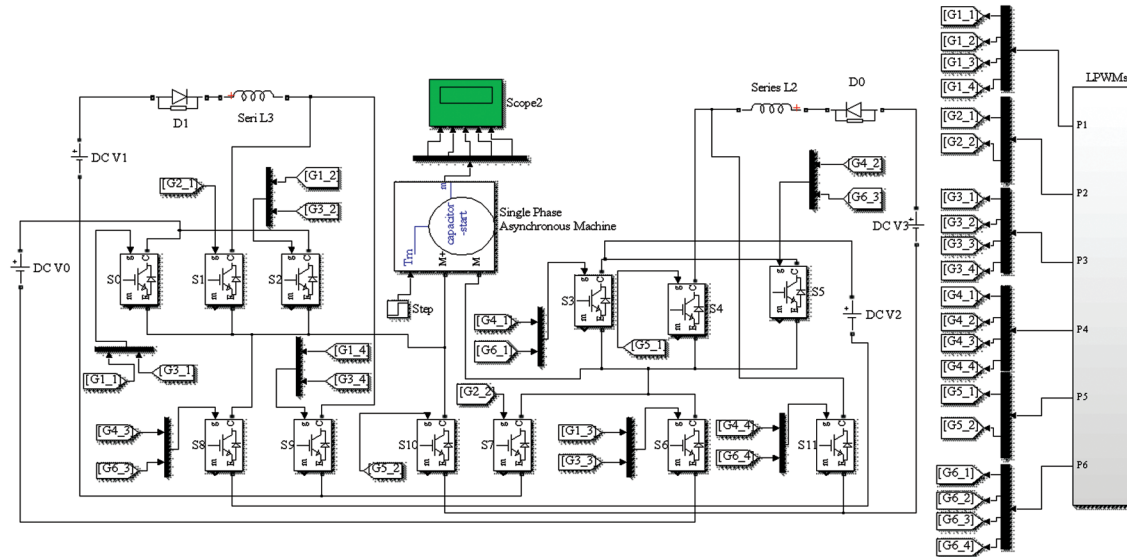 [G1_1]
[G1_2]
[G1_3]
[G1_4]
LPWMs
D1
Seri L3
Scope2
Series L2
D0
[G2_1]
[G2_2]
P1
DC V1
[G2_1]
[G1_2]
[G3_2]
m
capacitor
-start
Tm
M+
M
Single Phase
Asynchronous Machine
[G4_2]
[G6_3]
P2
[G3_1]
[G3_2]
[G3_3]
[G3_4]
DC V3
P3
DC V0
S0
g
C
m
E
S1
g
C
m
E
S2
g
C
m
E
Step
S3
g
C
m
E
S4
g
C
m
E
S5
g
C
m
E
DC V2
[G4_1]
[G6_1]
[G5_1]
[G4_1]
[G4_2]
[G4_3]
[G4_4]
P4
[G1_1]
[G3_1]
[G1_4]
[G3_4]
[G2_2]
[G5_1]
[G5_2]
P5
[G4_3]
[G6_3]
S8
g
C
m
E
S9
g
C
m
E
[G5_2]
S10
g
C
m
E
S7
g
C
m
E
[G1_3]
[G3_3]
S6
g
C
m
E
[G4_4]
[G6_4]
S11
g
C
m
E
P6
[G6_1]
[G6_2]
[G6_3]
[G6_4]